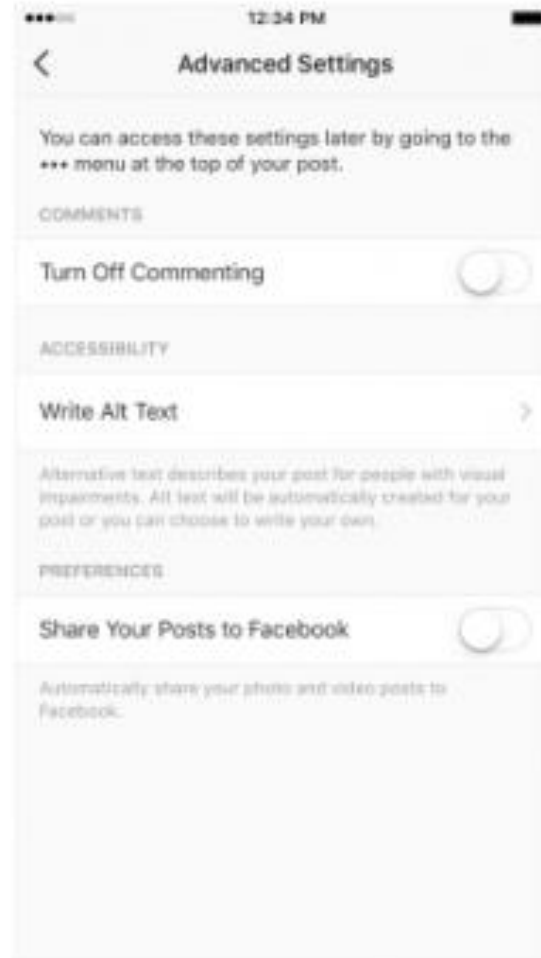 12:34 PM
Advanced Settings
You can access these settings later by going to the
••• menu at the top of your post.
COMMENTS
Turn Off Commenting
ACCESSIBILITY
Write Alt Text
Alternative text describes your post for people with visual
impairments. Alt text will be automatically created for your
post or you can choose to write your own.
PREFERENCES
Share Your Posts to Facebook
Automatically share your photo and video posts to
Facebook.